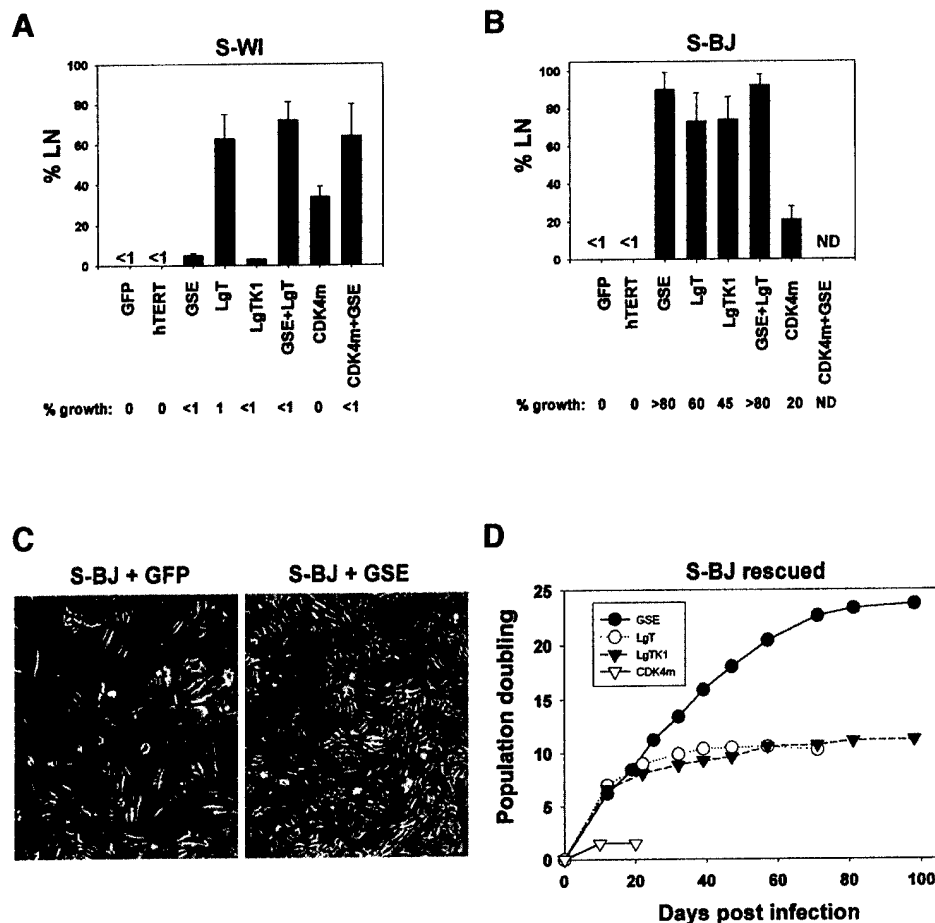 A
S-WI
% LN
100
80
60
40
20
0
<1
<1
GFP
hTERT
GSE
LgT
LgTK1
GSE+LgT
CDK4m
CDK4m+GSE
% growth: 0 0 <1 1 <1 <1 0 <1
B
S-BJ
% LN
100
80
60
40
20
0
<1
<1
ND
GFP
hTERT
GSE
LgT
LgTK1
GSE+LgT
CDK4m
CDK4m+GSE
% growth: 0 0 >80 60 45 >80 20 ND
C
S-BJ + GFP
S-BJ + GSE
D
S-BJ rescued
Population doubling
25
20
15
10
5
0
GSE
LgT
LgTK1
CDK4m
0 20 40 60 80 100
Days post infection